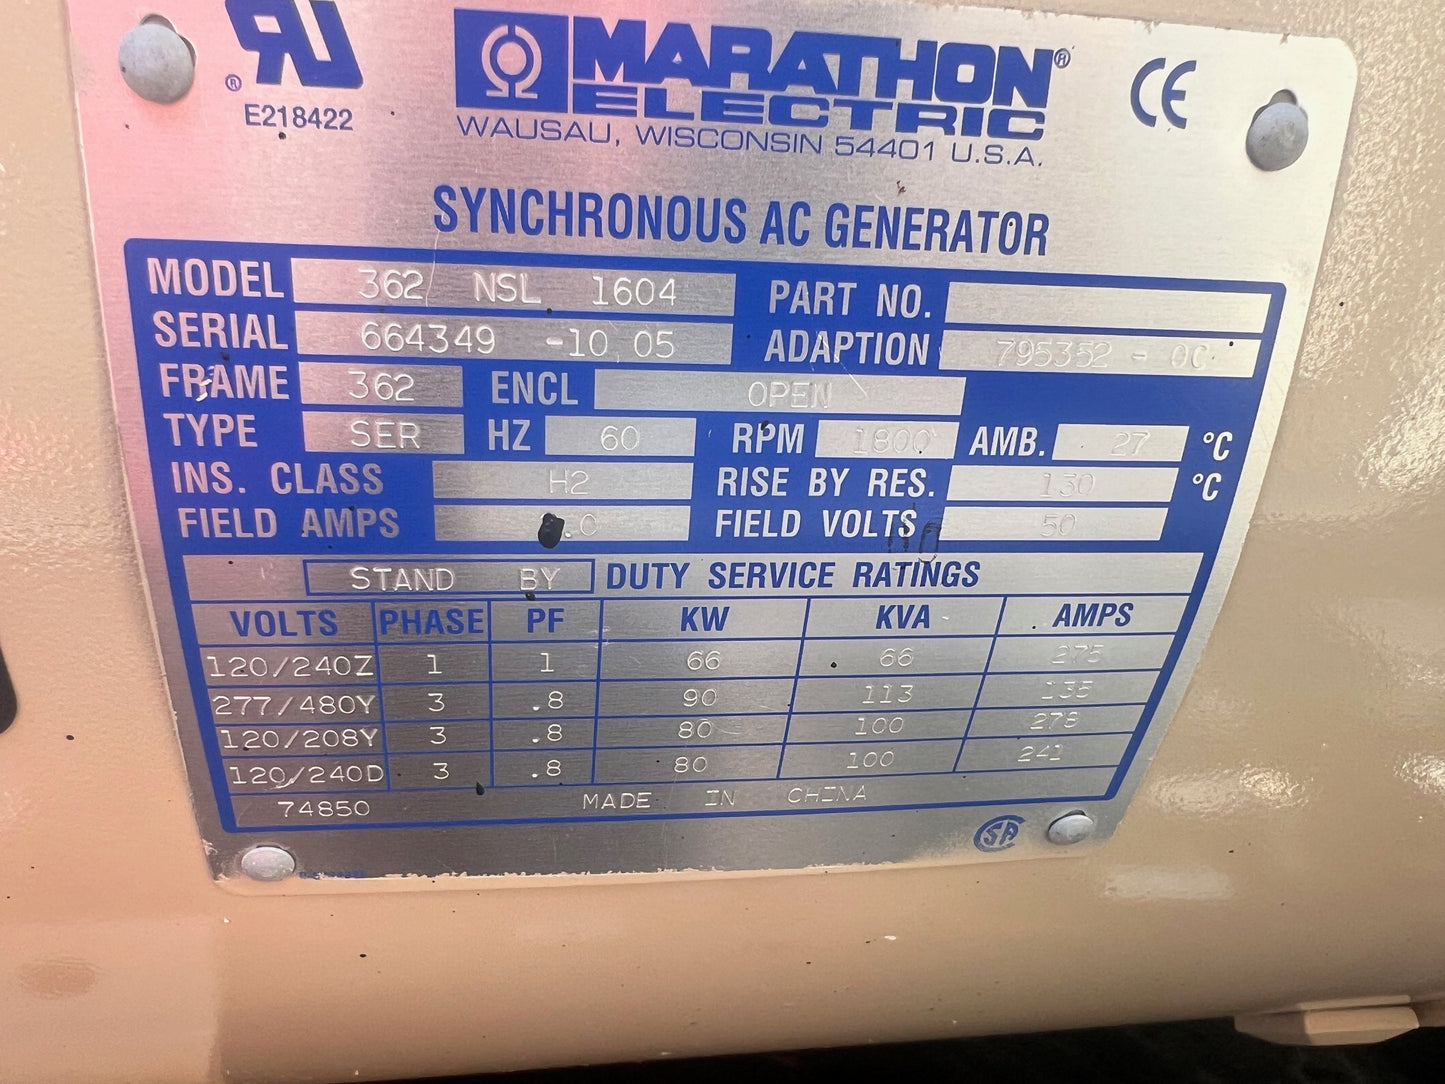 ®
E218422
MARATHON®
ELECTRIC
WAUSAU, WISCONSIN 54401 U.S.A.
CE
SYNCHRONOUS AC GENERATOR
MODEL 362 NSL 1604 PART NO.
SERIAL 664349 -10 05 ADAPTION 795352 - 0C
FRAME 362 ENCL OPEN
TYPE SER HZ 60 RPM 1800 AMB. 27 °C
INS. CLASS H2 RISE BY RES. 130 °C
FIELD AMPS .0 FIELD VOLTS 50
STAND BY DUTY SERVICE RATINGS
VOLTS PHASE PF KW KVA AMPS
120/240Z 1 1 66 66 275
277/480Y 3 .8 90 113 135
120/208Y 3 .8 80 100 278
120/240D 3 .8 80 100 241
74850 MADE IN CHINA
SA